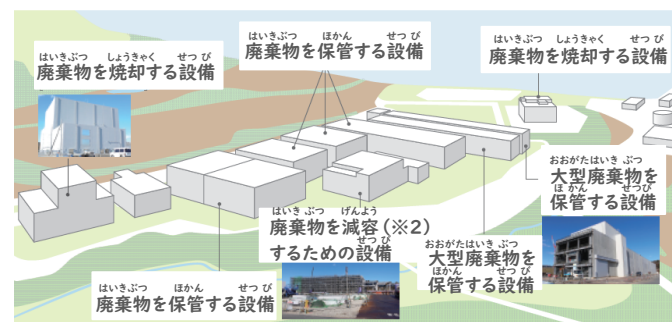 はいきぶつ しょうきゃく せつび
廃棄物を焼却する設備
はいきぶつ ほかん せつび
廃棄物を保管する設備
はいきぶつ しょうきゃく せつび
廃棄物を焼却する設備
おおがたはいきぶつ
大型廃棄物を
ほかん せつび
保管する設備
はいきぶつ げんよう
廃棄物を減容(※2)
せつび
するための設備
おおがたはいきぶつ
大型廃棄物を
ほかん せつび
保管する設備
はいきぶつ ほかん せつび
廃棄物を保管する設備